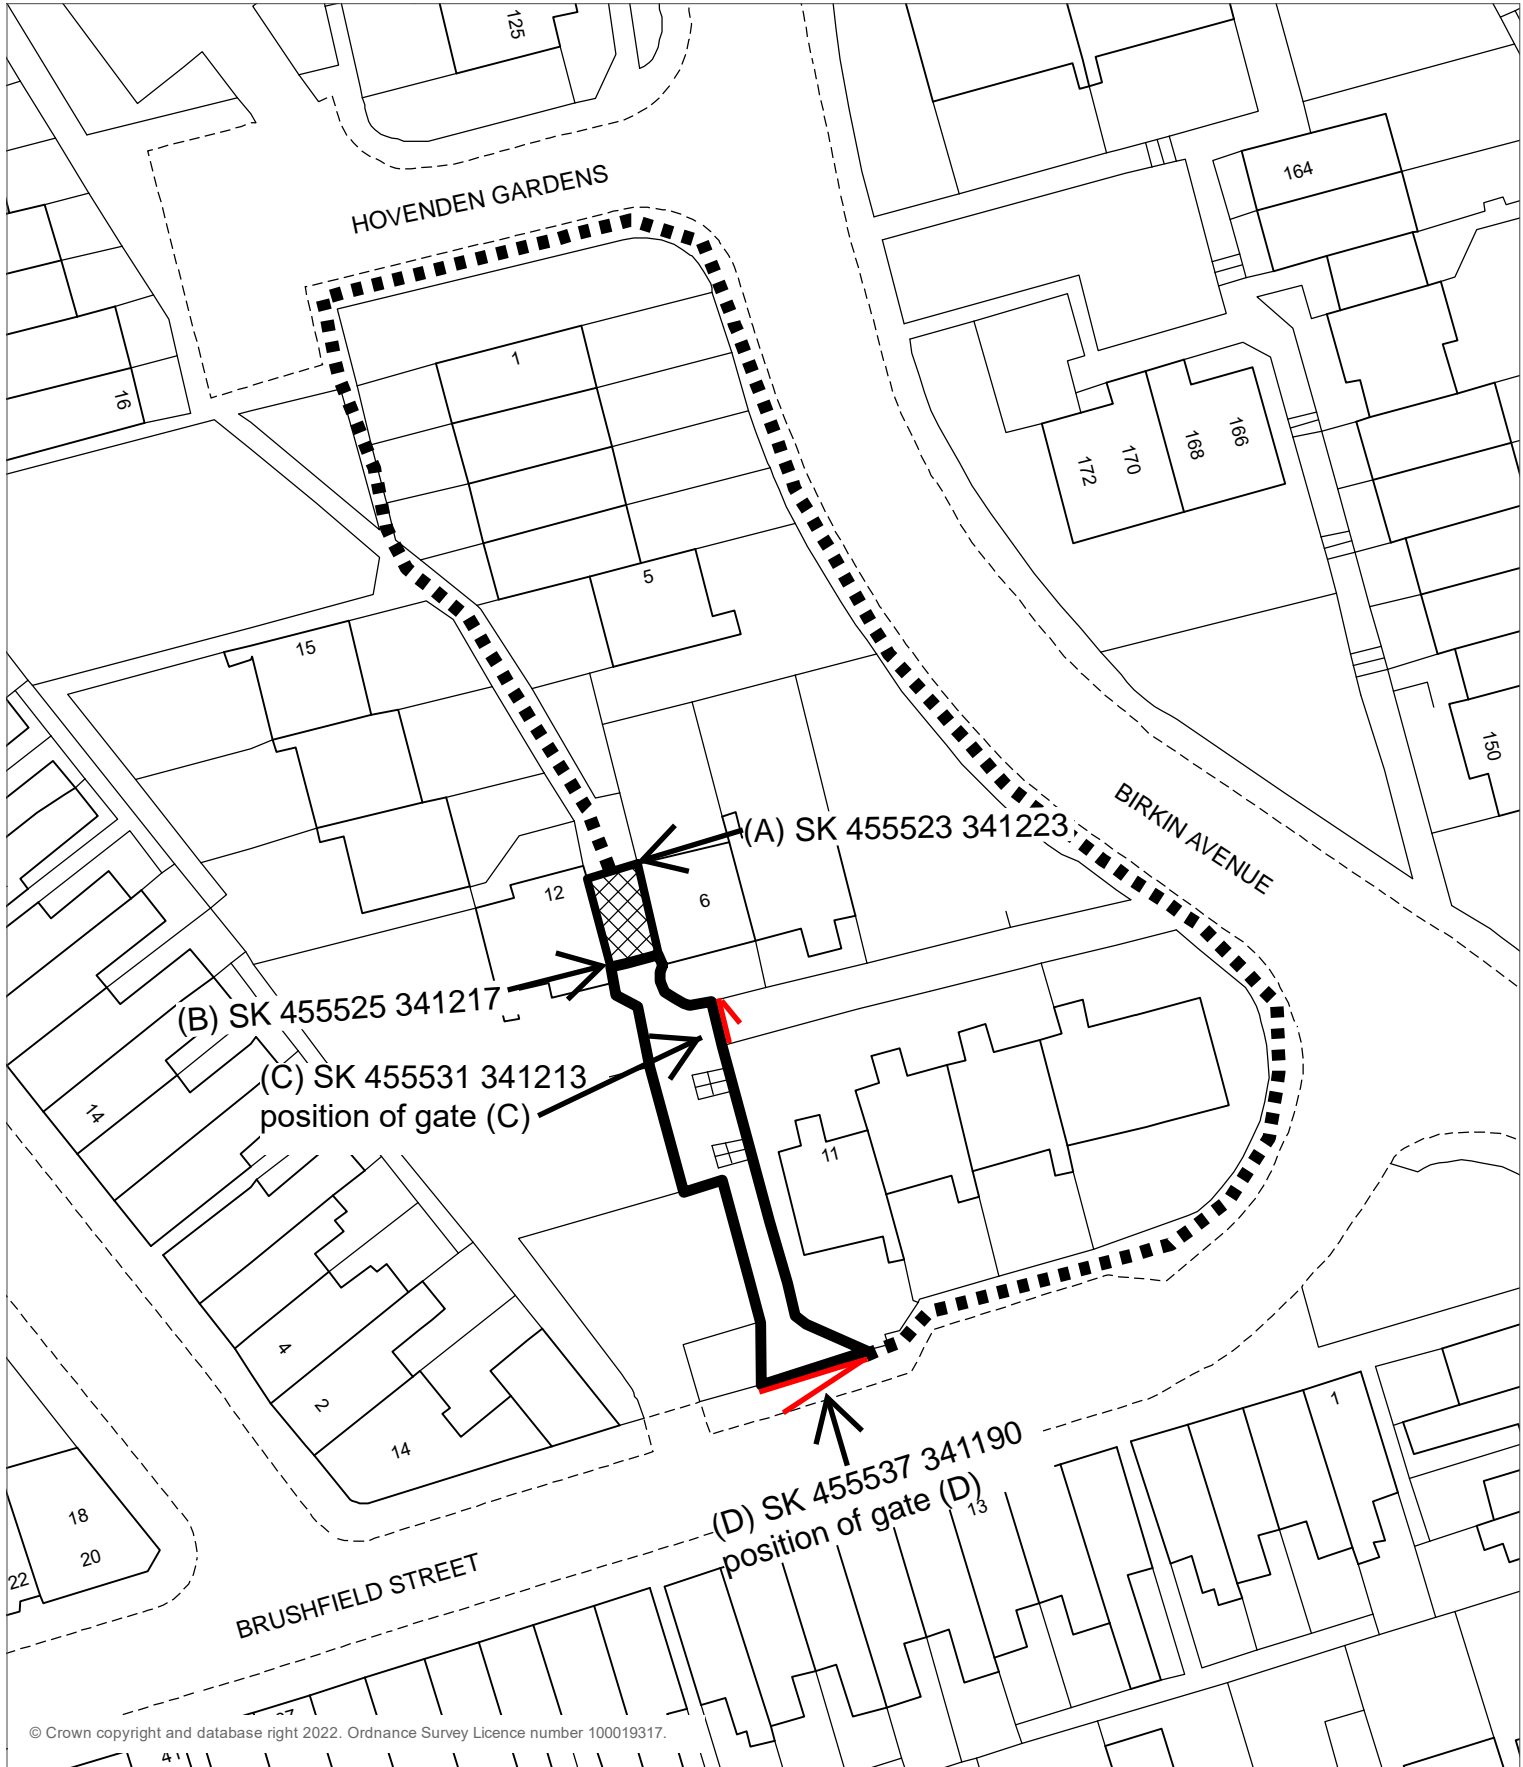 125
HOVENDEN GARDENS
164
1
16
172
170
168
166
5
15
150
BIRKIN AVENUE
(A) SK 455523 341223
12
6
(B) SK 455525 341217
(C) SK 455531 341213
position of gate (C)
14
11
4
2
14
1
(D) SK 455537 341190
position of gate (D)
13
18
20
22
BRUSHFIELD STREET
© Crown copyright and database right 2022. Ordnance Survey Licence number 100019317.